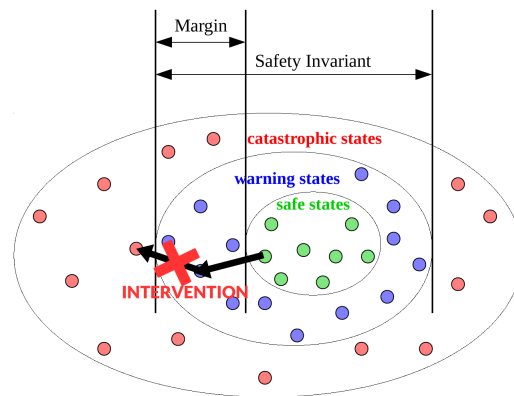 Margin
Safety Invariant
catastrophic states
warning states
safe states
INTERVENTION